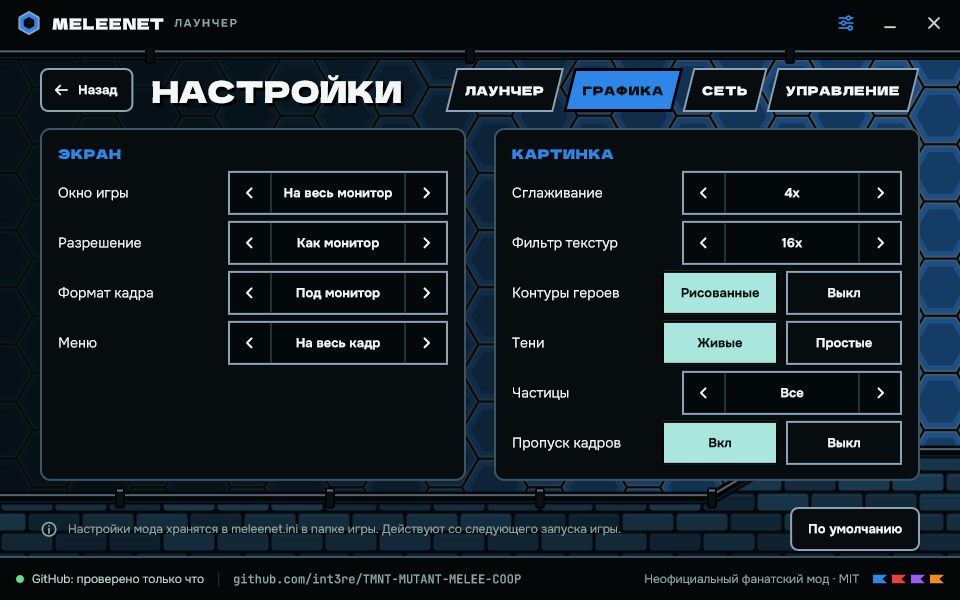 MELEENET ЛАУНЧЕР
Назад
НАСТРОЙКИ
ЛАУНЧЕР
ГРАФИКА
СЕТЬ
УПРАВЛЕНИЕ
ЭКРАН
Окно игры
На весь монитор
Разрешение
Как монитор
Формат кадра
Под монитор
Меню
На весь кадр
КАРТИНКА
Сглаживание
4x
Фильтр текстур
16x
Контуры героев
Рисованные
Выкл
Тени
Живые
Простые
Частицы
Все
Пропуск кадров
Вкл
Выкл
Настройки мода хранятся в meleenet.ini в папке игры. Действуют со следующего запуска игры.
По умолчанию
GitHub: проверено только что
github.com/int3re/TMNT-MUTANT-MELEE-COOP
Неофициальный фанатский мод · MIT